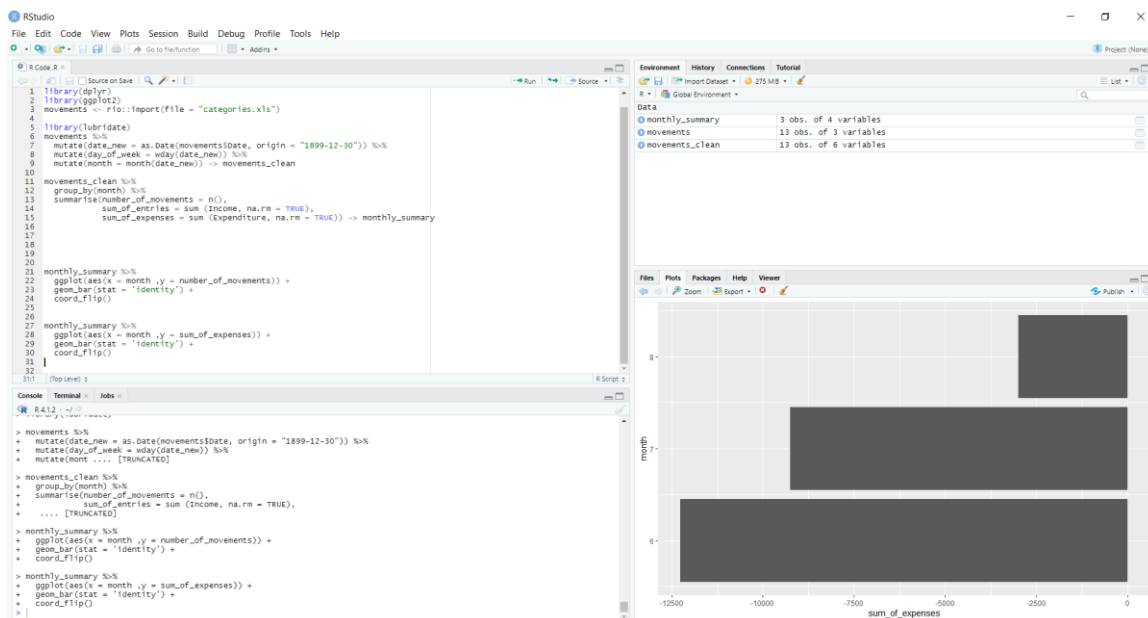 RStudio
File Edit Code View Plots Session Build Debug Profile Tools Help
Go to file/function Addins Project (None)
R Code.R
Source on Save Run Source
1 library(dplyr)
2 library(ggplot2)
3 movements <- rio::import(file = "categories.xls")
4
5 library(lubridate)
6 movements %>%
7 mutate(date_new = as.Date(movements$Date, origin = "1899-12-30")) %>%
8 mutate(day_of_week = wday(date_new)) %>%
9 mutate(month = month(date_new)) -> movements_clean
10
11 movements_clean %>%
12 group_by(month) %>%
13 summarise(number_of_movements = n(),
14 sum_of_entries = sum (Income, na.rm = TRUE),
15 sum_of_expenses = sum (Expenditure, na.rm = TRUE)) -> monthly_summary
16
17
18
19
20
21 monthly_summary %>%
22 ggplot(aes(x = month ,y = number_of_movements)) +
23 geom_bar(stat = 'identity') +
24 coord_flip()
25
26
27 monthly_summary %>%
28 ggplot(aes(x = month ,y = sum_of_expenses)) +
29 geom_bar(stat = 'identity') +
30 coord_flip()
31
32
31:1 (Top Level) R Script
Console Terminal Jobs
R 4.1.2 · ~/
> movements %>%
+ mutate(date_new = as.Date(movements$Date, origin = "1899-12-30")) %>%
+ mutate(day_of_week = wday(date_new)) %>%
+ mutate(mont .... [TRUNCATED]
> movements_clean %>%
+ group_by(month) %>%
+ summarise(number_of_movements = n(),
+ sum_of_entries = sum (Income, na.rm = TRUE),
+ .... [TRUNCATED]
> monthly_summary %>%
+ ggplot(aes(x = month ,y = number_of_movements)) +
+ geom_bar(stat = 'identity') +
+ coord_flip()
> monthly_summary %>%
+ ggplot(aes(x = month ,y = sum_of_expenses)) +
+ geom_bar(stat = 'identity') +
+ coord_flip()
>
Environment History Connections Tutorial
Import Dataset 275 MiB List
R Global Environment
Data
monthly_summary 3 obs. of 4 variables
movements 13 obs. of 3 variables
movements_clean 13 obs. of 6 variables
Files Plots Packages Help Viewer
Zoom Export Publish
8
7
6
month
-12500 -10000 -7500 -5000 -2500 0
sum_of_expenses